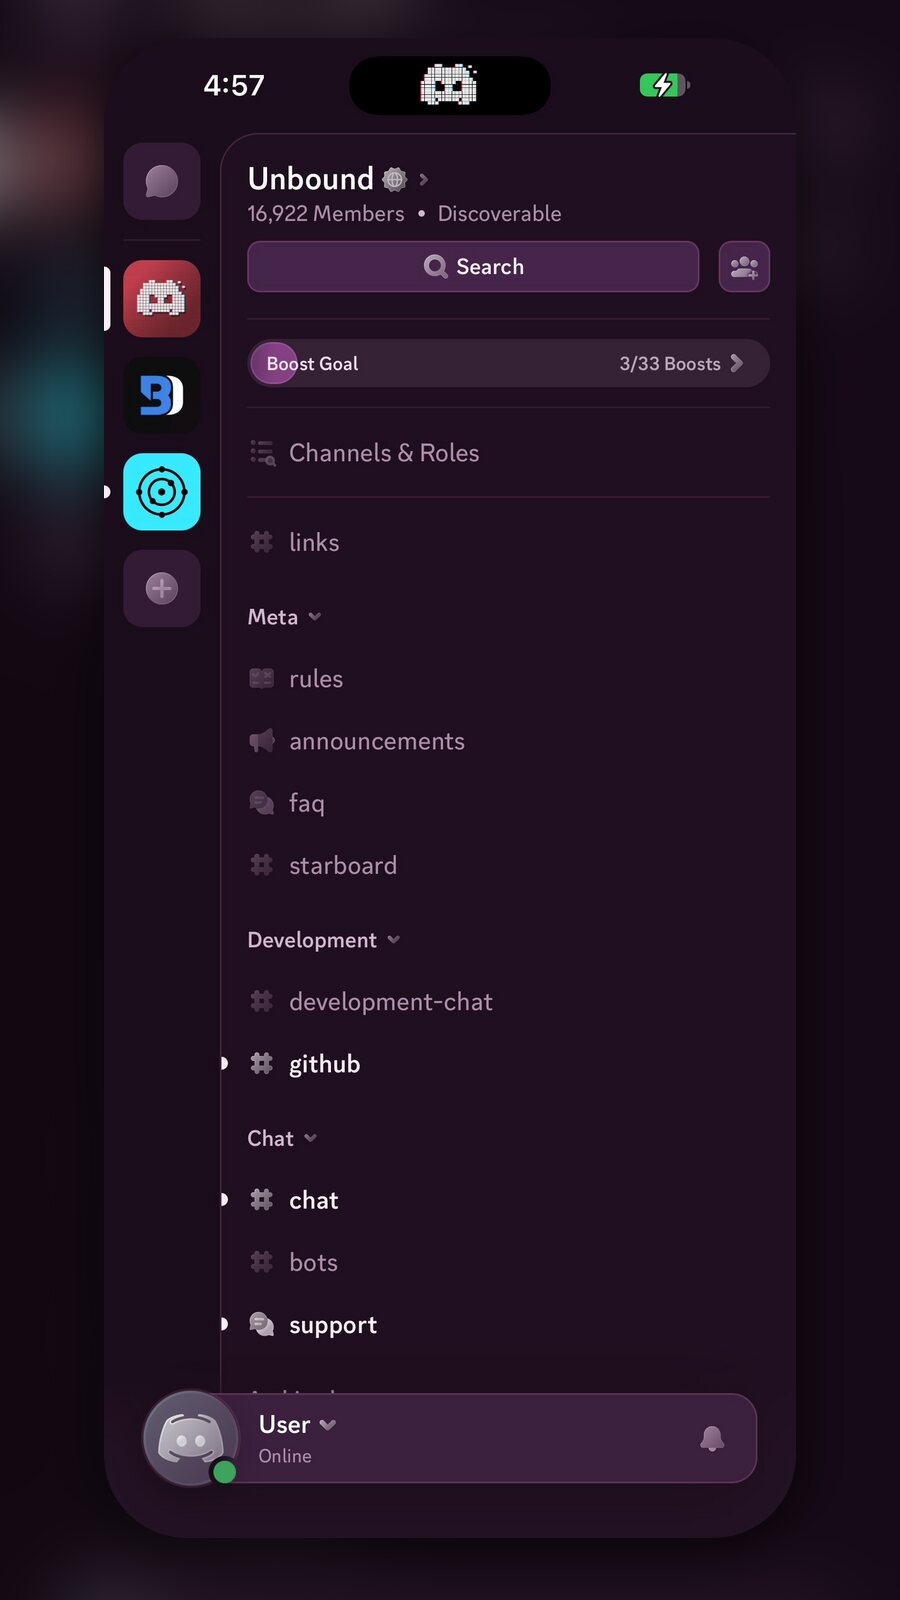 4:57
Unbound
16,922 Members • Discoverable
Search
Boost Goal
3/33 Boosts
Channels & Roles
links
Meta
rules
announcements
faq
starboard
Development
development-chat
github
Chat
chat
bots
support
User
Online